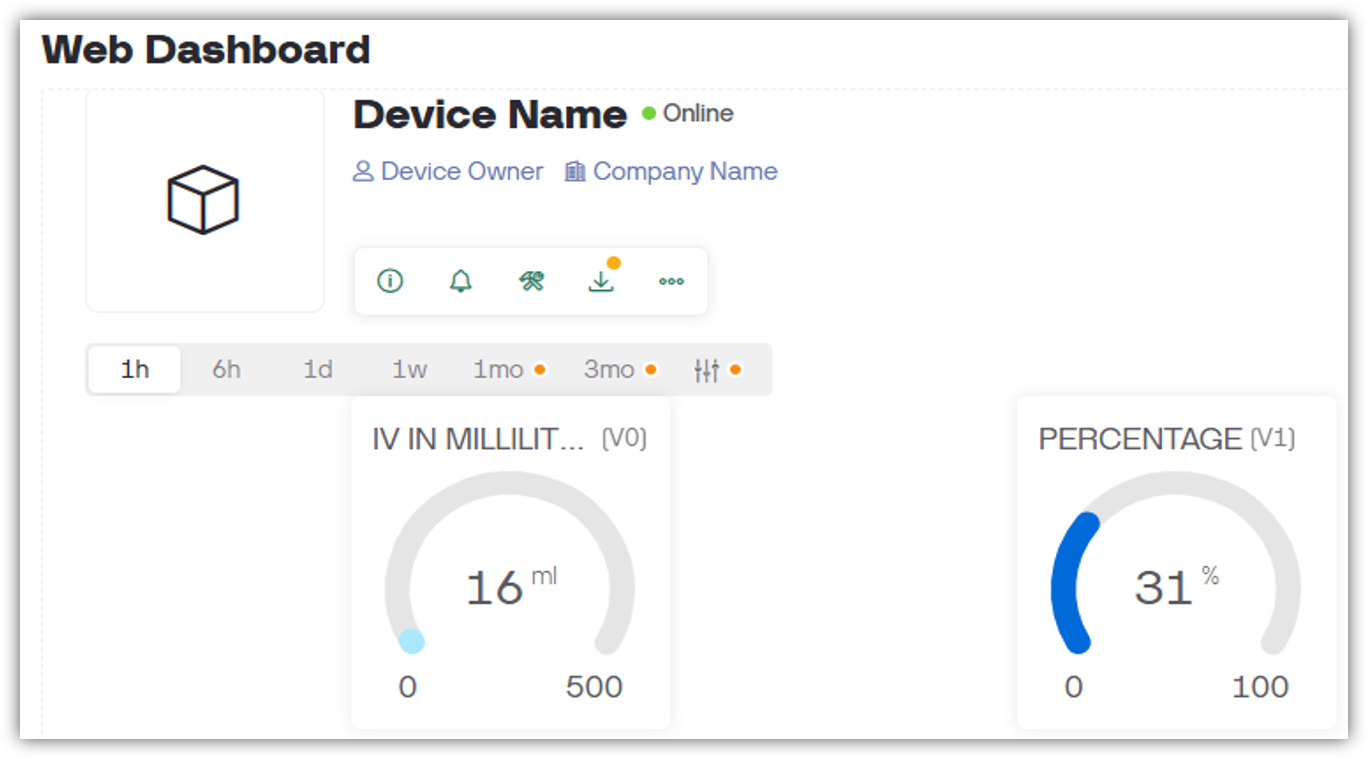 Web Dashboard
Device Name Online
Device Owner Company Name
1h 6h 1d 1w 1mo 3mo
IV IN MILLILIT... (V0)
16 ml
0 500
PERCENTAGE (V1)
31 %
0 100